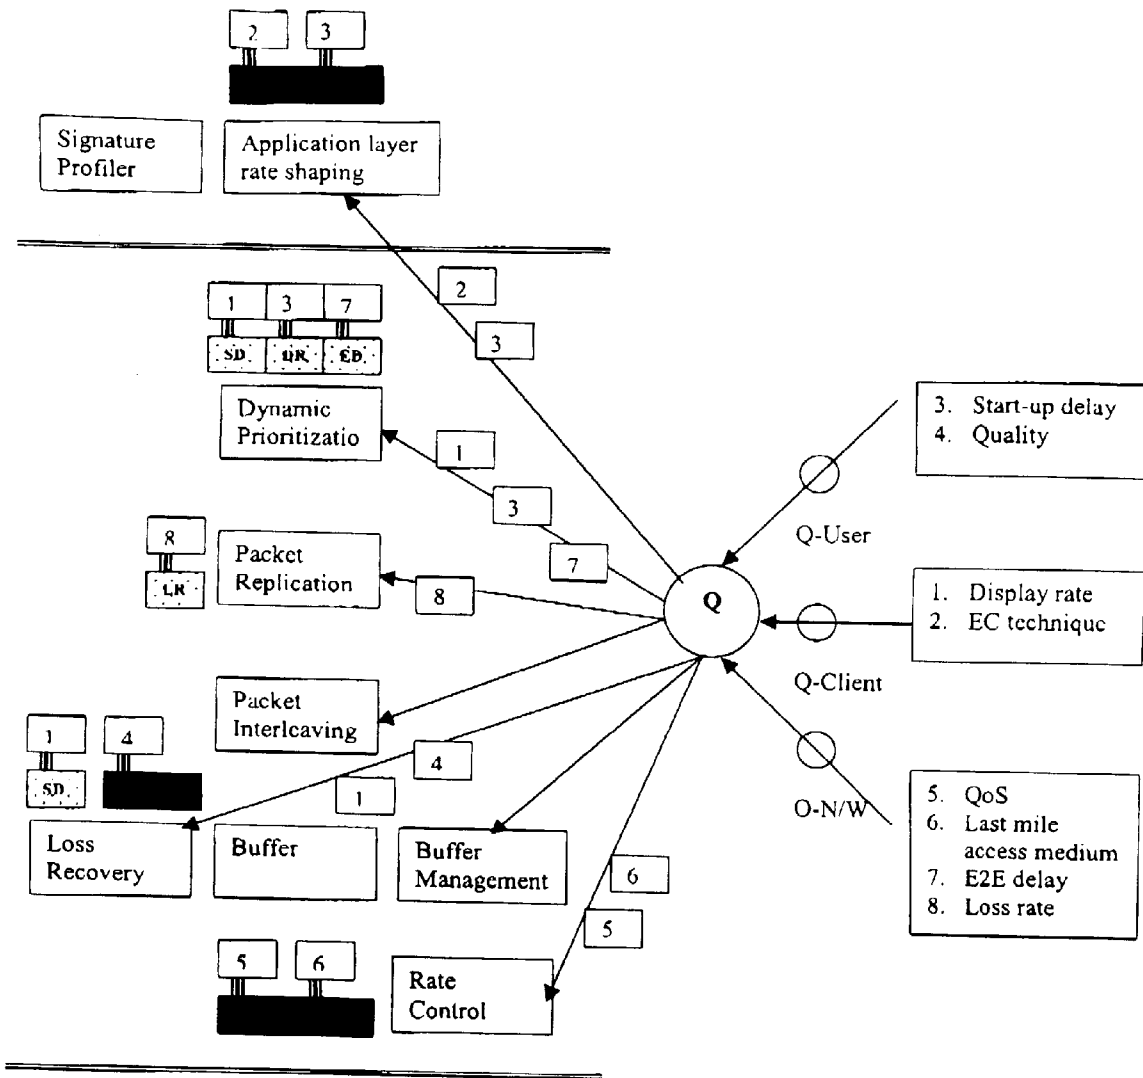 2 3
Signature
Profiler
Application layer
rate shaping
2
3
1 3 7
SD DR ED
Dynamic
Prioritizatio
1
3
7
3. Start-up delay
4. Quality
Q-User
8
LR
Packet
Replication
8
Q
1. Display rate
2. EC technique
Q-Client
Packet
Interleaving
1 4
SD
4
1
O-N/W
5. QoS
6. Last mile
access medium
7. E2E delay
8. Loss rate
Loss
Recovery
Buffer
Buffer
Management
6
5
5 6
Rate
Control